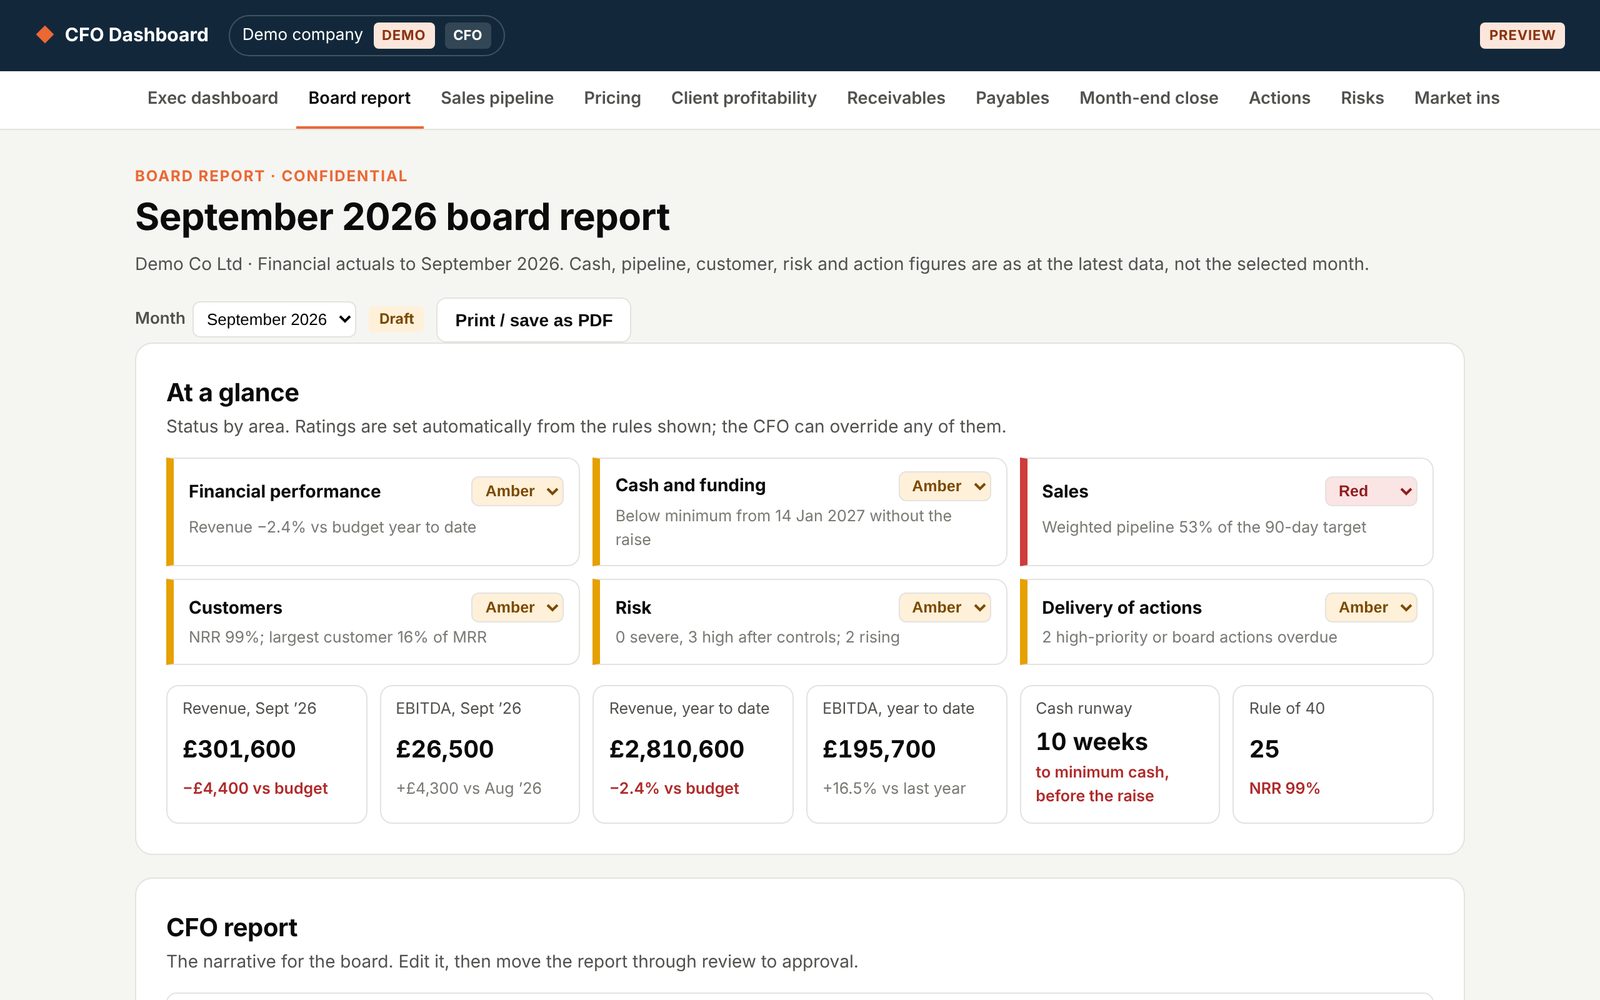 CFO Dashboard
Demo company DEMO CFO
PREVIEW
Exec dashboard Board report Sales pipeline Pricing Client profitability Receivables Payables Month-end close Actions Risks Market ins
BOARD REPORT · CONFIDENTIAL
September 2026 board report
Demo Co Ltd · Financial actuals to September 2026. Cash, pipeline, customer, risk and action figures are as at the latest data, not the selected month.
Month September 2026 Draft Print / save as PDF
At a glance
Status by area. Ratings are set automatically from the rules shown; the CFO can override any of them.
Financial performance Amber
Revenue −2.4% vs budget year to date
Cash and funding Amber
Below minimum from 14 Jan 2027 without the
raise
Sales Red
Weighted pipeline 53% of the 90-day target
Customers Amber
NRR 99%; largest customer 16% of MRR
Risk Amber
0 severe, 3 high after controls; 2 rising
Delivery of actions Amber
2 high-priority or board actions overdue
Revenue, Sept ’26
£301,600
−£4,400 vs budget
EBITDA, Sept ’26
£26,500
+£4,300 vs Aug ’26
Revenue, year to date
£2,810,600
−2.4% vs budget
EBITDA, year to date
£195,700
+16.5% vs last year
Cash runway
10 weeks
to minimum cash,
before the raise
Rule of 40
25
NRR 99%
CFO report
The narrative for the board. Edit it, then move the report through review to approval.